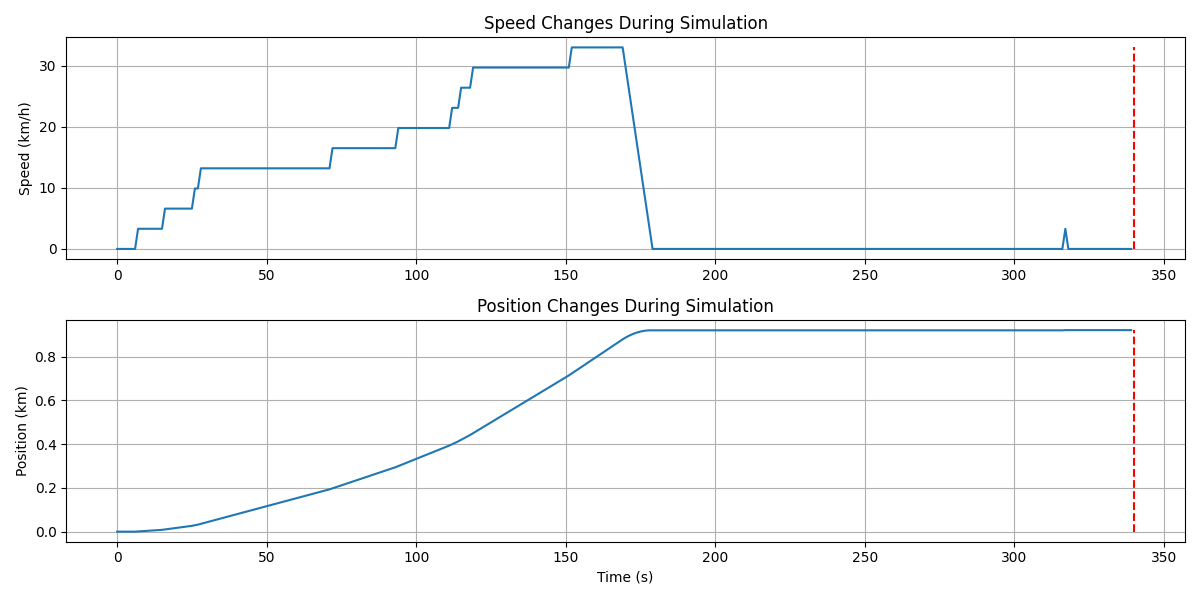 Speed Changes During Simulation
Speed (km/h)
30
20
10
0
0 50 100 150 200 250 300 350
Position Changes During Simulation
Position (km)
0.8
0.6
0.4
0.2
0.0
0 50 100 150 200 250 300 350
Time (s)